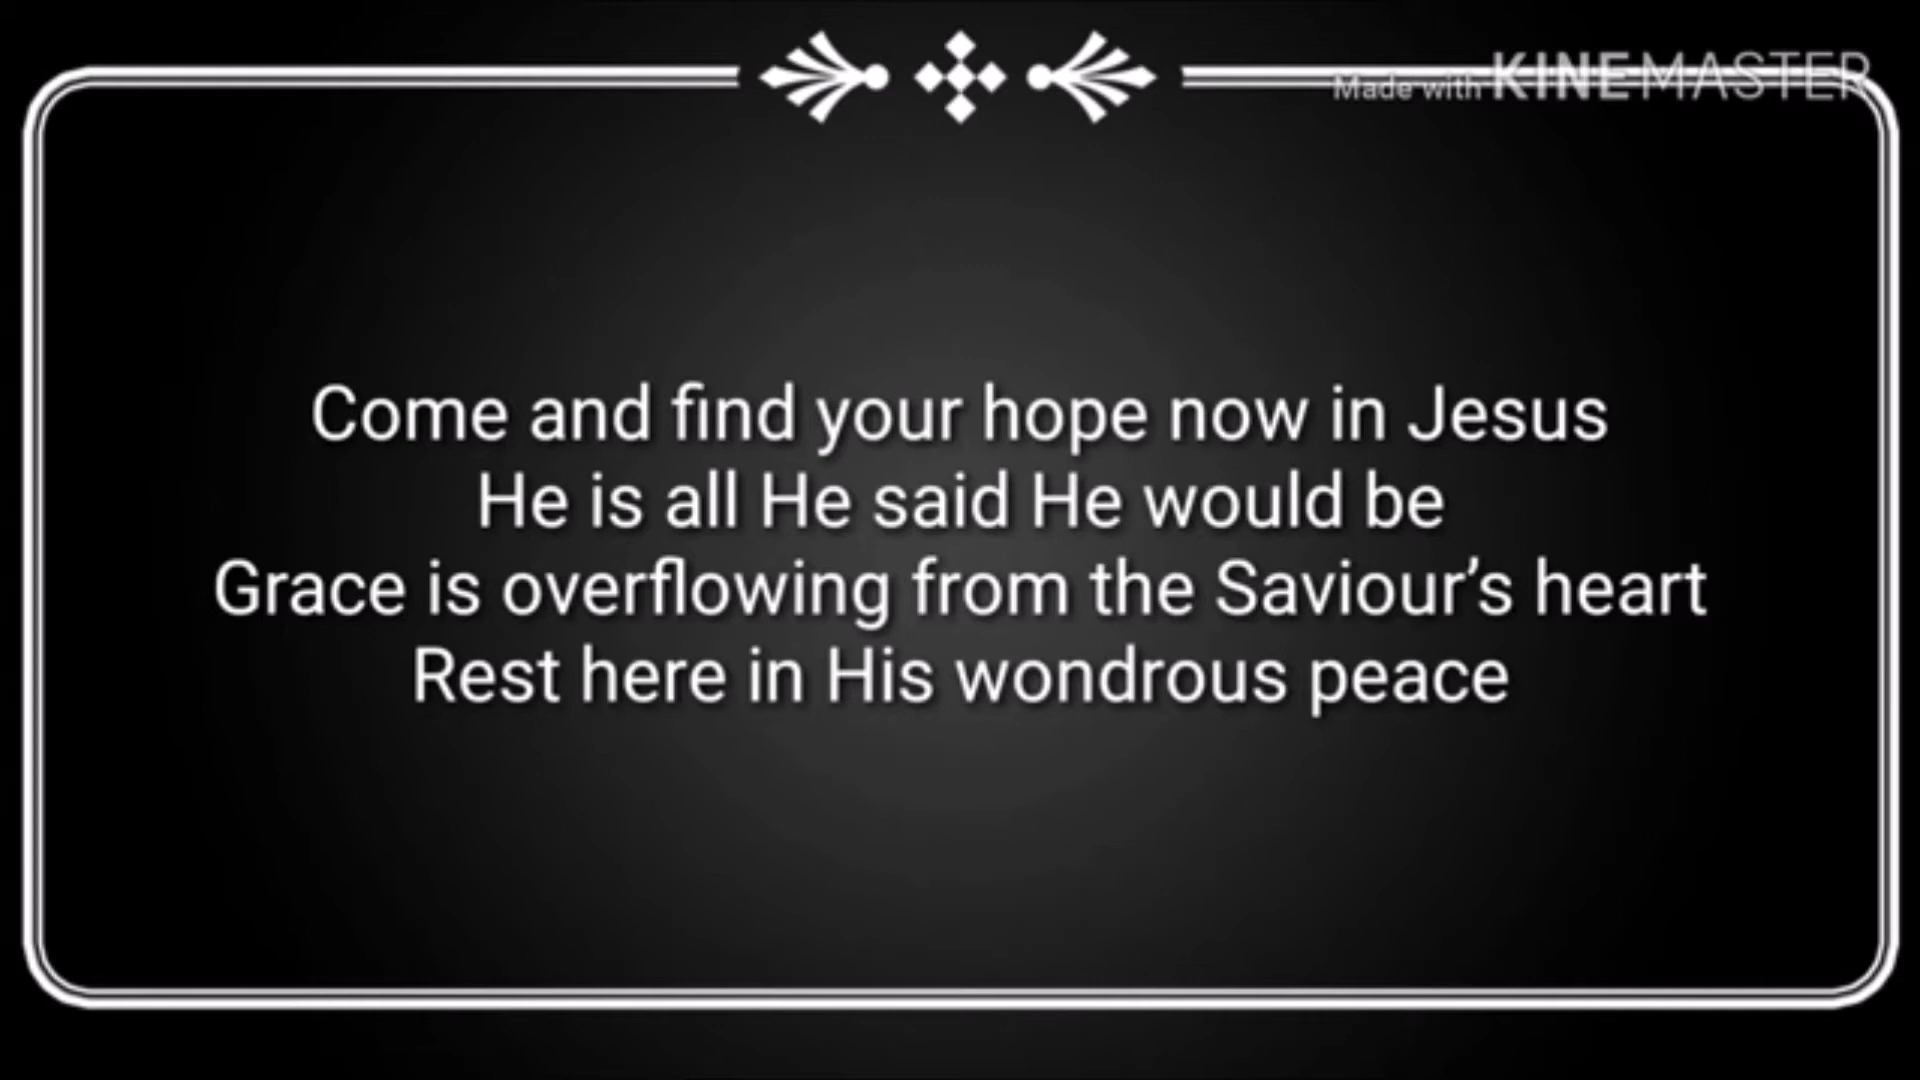 Made with KINEMASTER
Come and find your hope now in Jesus
He is all He said He would be
Grace is overflowing from the Saviour’s heart
Rest here in His wondrous peace